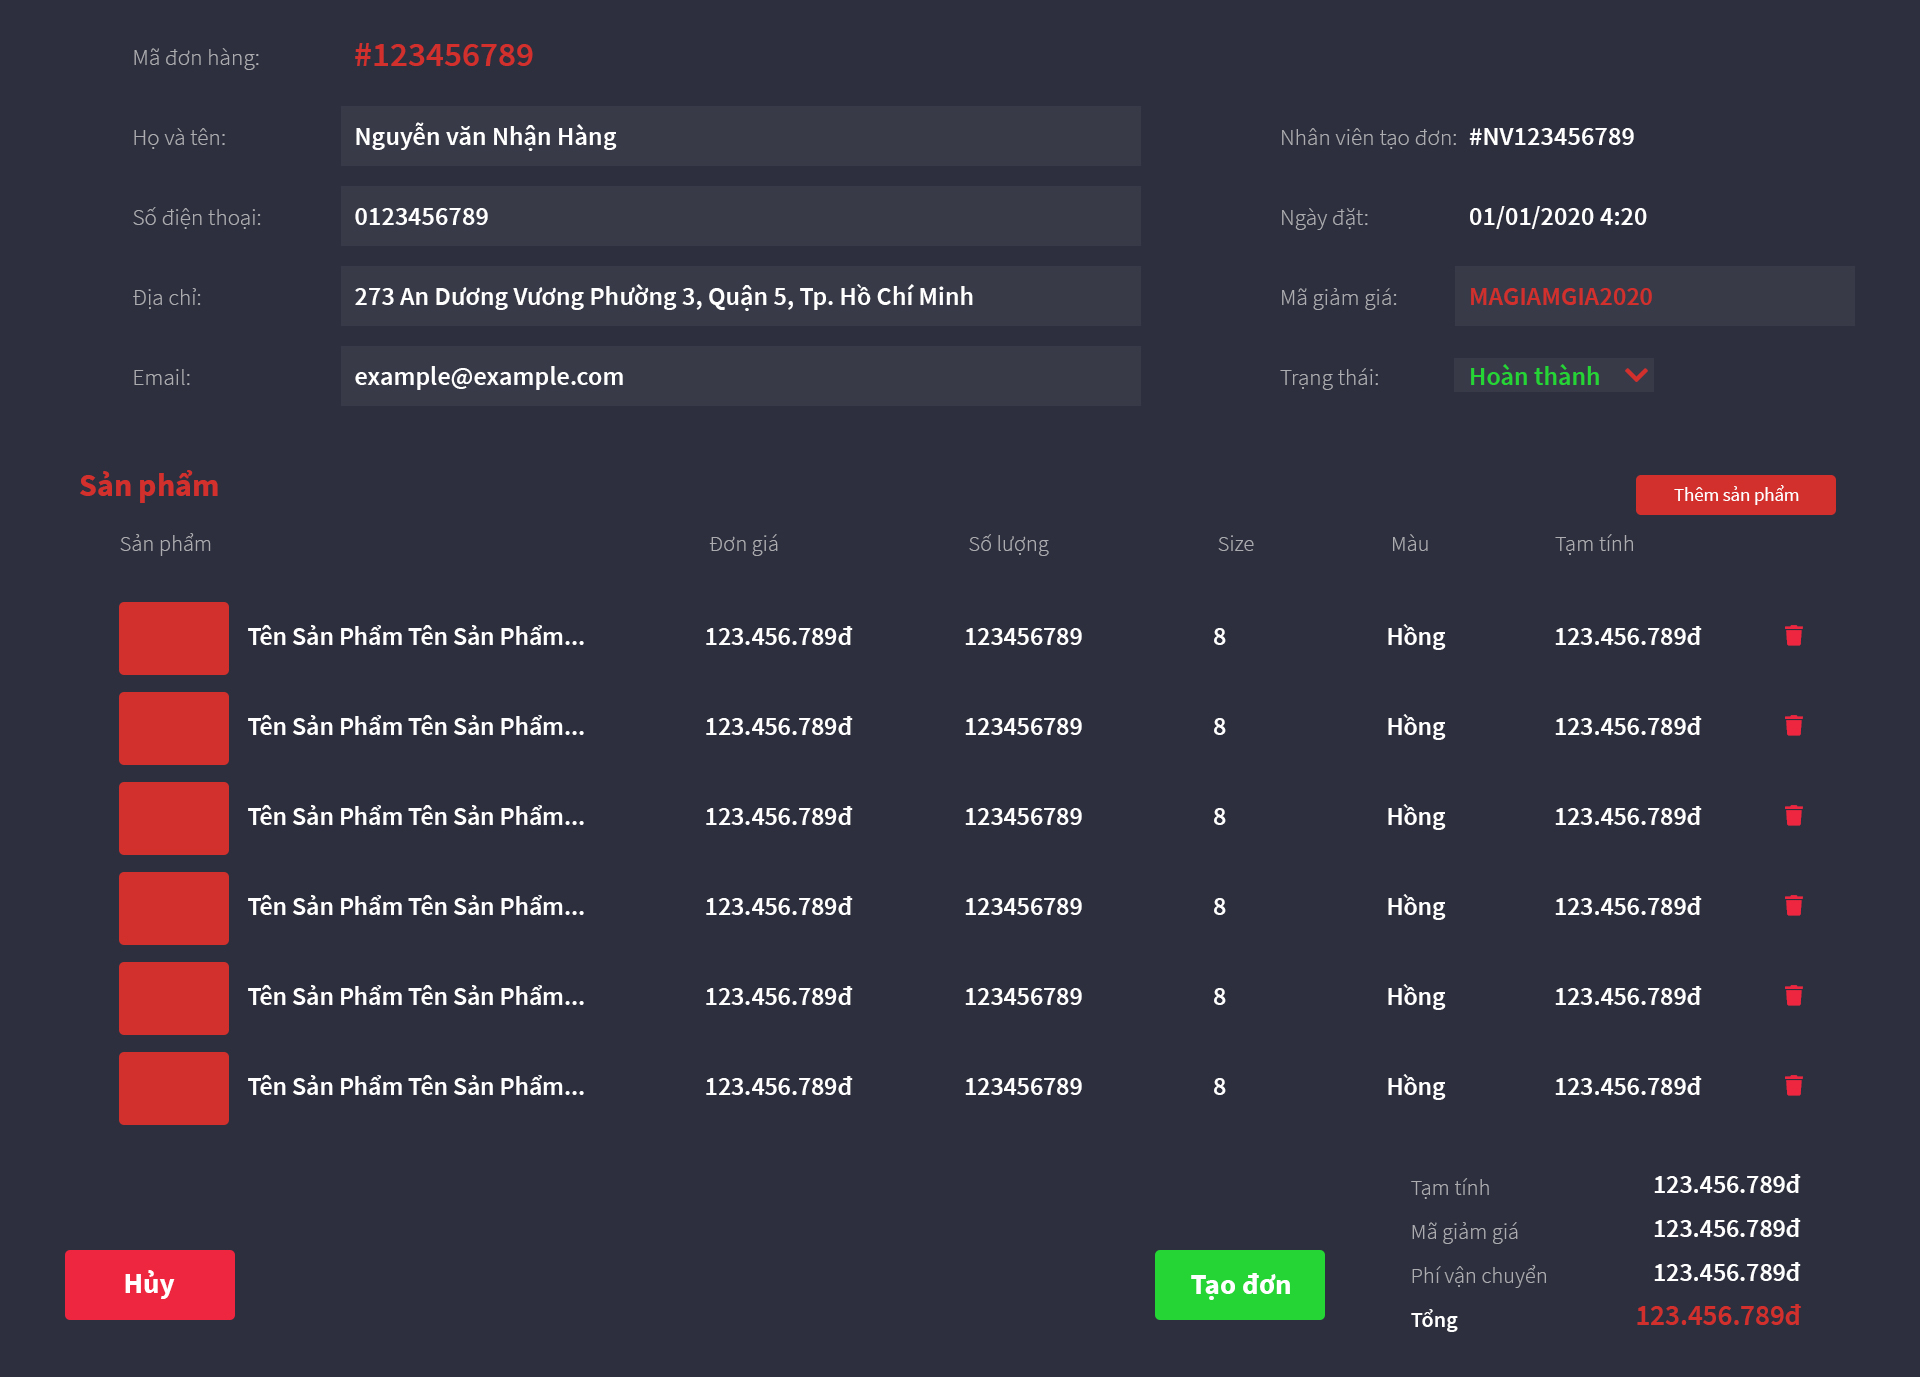 Mã đơn hàng: #123456789
Họ và tên: Nguyễn văn Nhận Hàng Nhân viên tạo đơn: #NV123456789
Số điện thoại: 0123456789 Ngày đặt: 01/01/2020 4:20
Địa chỉ: 273 An Dương Vương Phường 3, Quận 5, Tp. Hồ Chí Minh Mã giảm giá: MAGIAMGIA2020
Email: example@example.com Trạng thái: Hoàn thành
Sản phẩm Thêm sản phẩm
Sản phẩm Đơn giá Số lượng Size Màu Tạm tính
Tên Sản Phẩm Tên Sản Phẩm... 123.456.789đ 123456789 8 Hồng 123.456.789đ
Tên Sản Phẩm Tên Sản Phẩm... 123.456.789đ 123456789 8 Hồng 123.456.789đ
Tên Sản Phẩm Tên Sản Phẩm... 123.456.789đ 123456789 8 Hồng 123.456.789đ
Tên Sản Phẩm Tên Sản Phẩm... 123.456.789đ 123456789 8 Hồng 123.456.789đ
Tên Sản Phẩm Tên Sản Phẩm... 123.456.789đ 123456789 8 Hồng 123.456.789đ
Tên Sản Phẩm Tên Sản Phẩm... 123.456.789đ 123456789 8 Hồng 123.456.789đ
Tạm tính 123.456.789đ
Mã giảm giá 123.456.789đ
Phí vận chuyển 123.456.789đ
Hủy Tạo đơn
Tổng 123.456.789đ